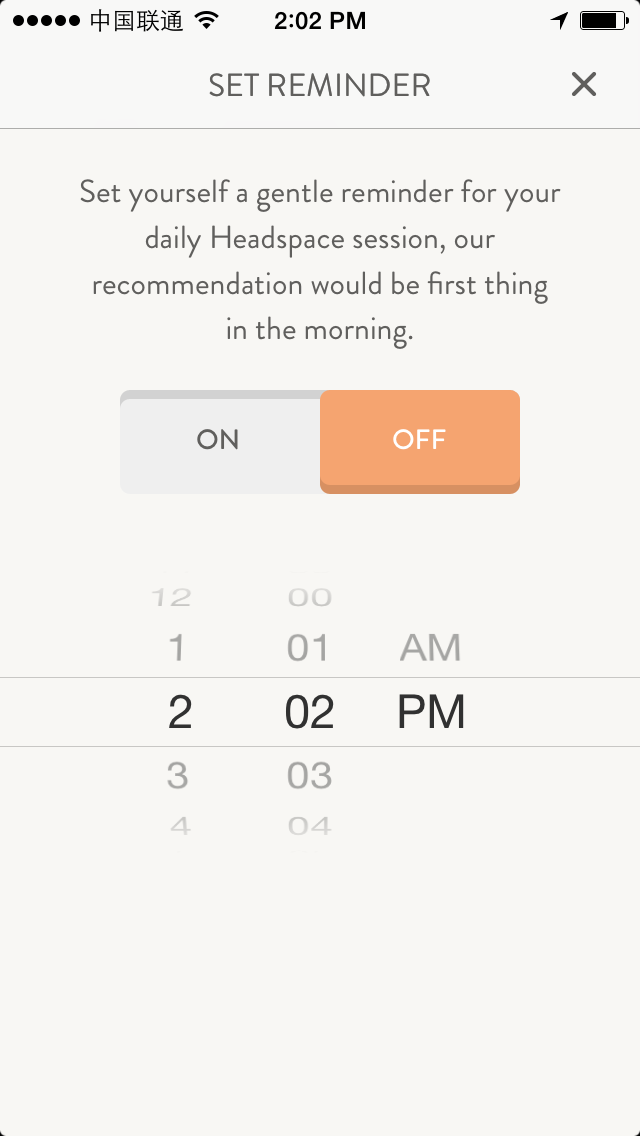 中国联通 2:02 PM
SET REMINDER
Set yourself a gentle reminder for your
daily Headspace session, our
recommendation would be first thing
in the morning.
ON OFF
12 00
1 01 AM
2 02 PM
3 03
4 04